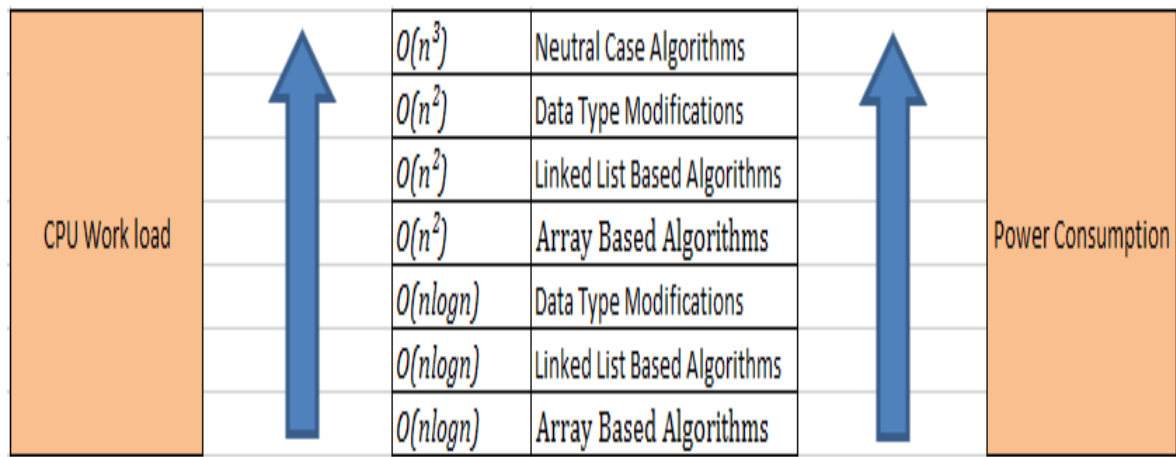 O(n³) Neutral Case Algorithms
O(n²) Data Type Modifications
O(n²) Linked List Based Algorithms
CPU Work load O(n²) Array Based Algorithms Power Consumption
O(nlogn) Data Type Modifications
O(nlogn) Linked List Based Algorithms
O(nlogn) Array Based Algorithms